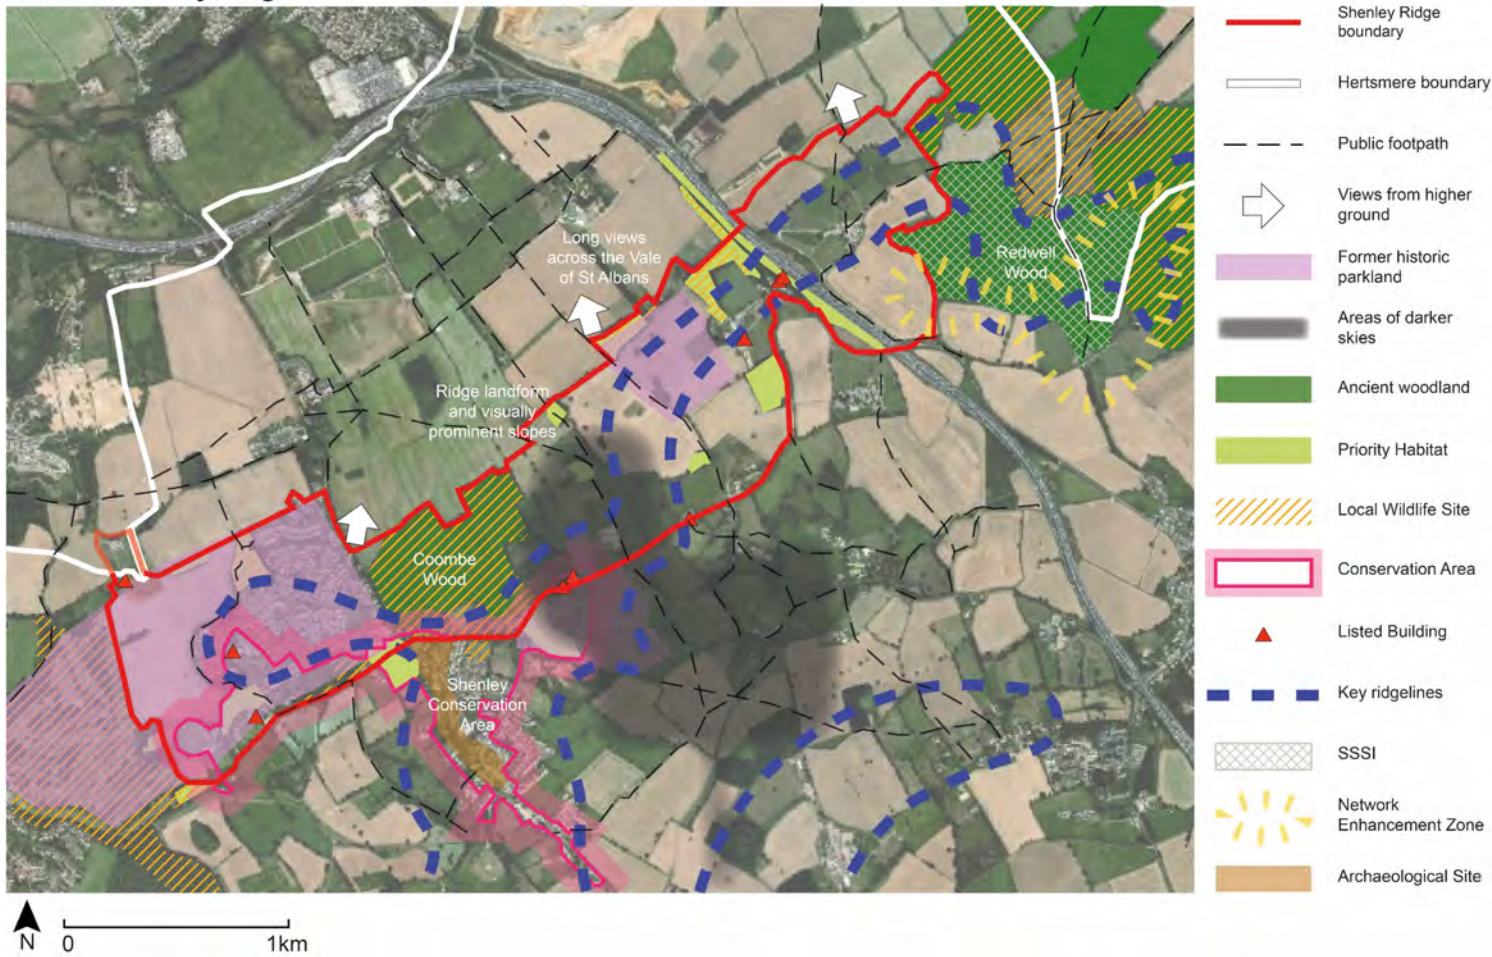 Long views
across the Vale
of St Albans
Ridge landform
and visually
prominent slopes
Coombe
Wood
Redwell
Wood
Shenley
Conservation
Area
N
0
1km
Shenley Ridge
boundary
Hertsmere boundary
Public footpath
Views from higher
ground
Former historic
parkland
Areas of darker
skies
Ancient woodland
Priority Habitat
Local Wildlife Site
Conservation Area
Listed Building
Key ridgelines
SSSI
Network
Enhancement Zone
Archaeological Site